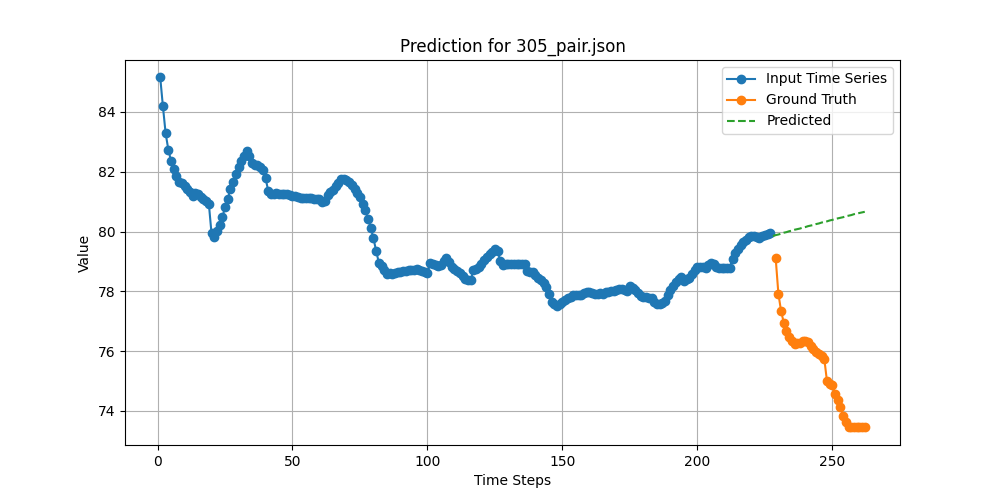 Prediction for 305_pair.json
Input Time Series
Ground Truth
Predicted
84
82
80
78
76
74
Value
0
50
100
150
200
250
Time Steps